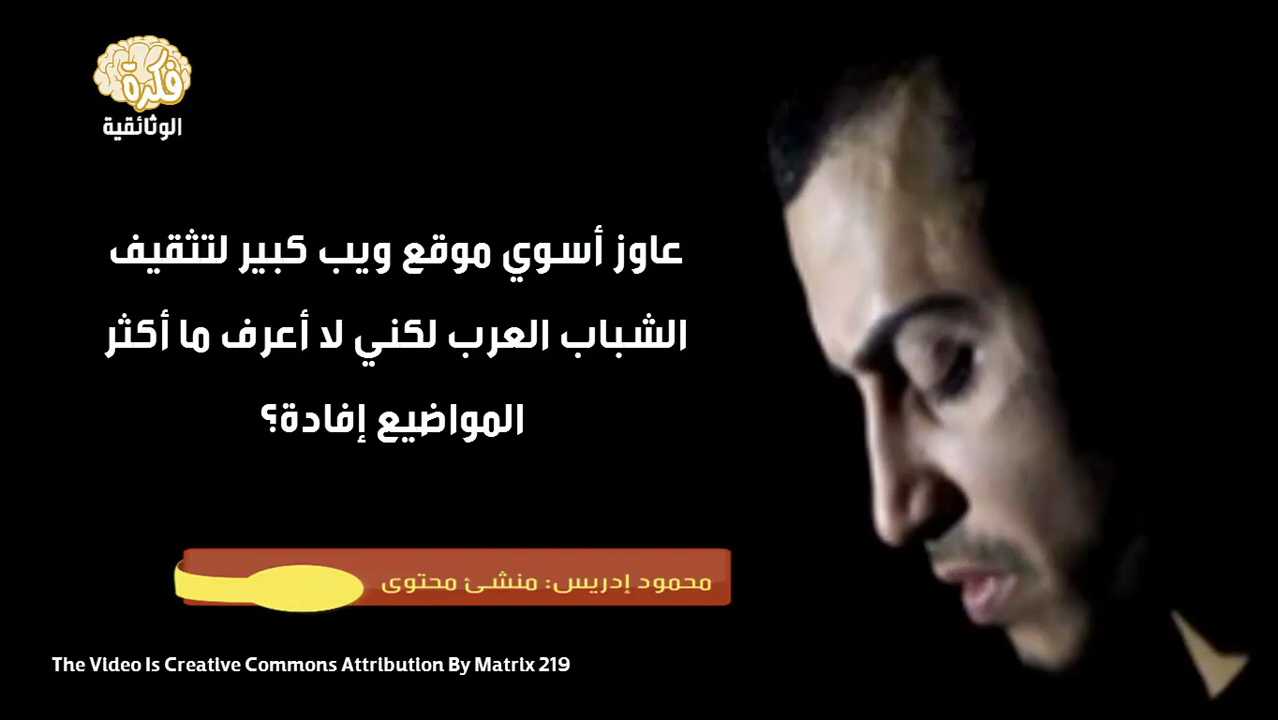 فكرة
الوثائقية
عاوز أسوي موقع ويب كبير لتثقيف
الشباب العرب لكني لا أعرف ما أكثر
المواضيع إفادة؟
محمود إدريس: منشئ محتوى
The Video Is Creative Commons Attribution By Matrix 219